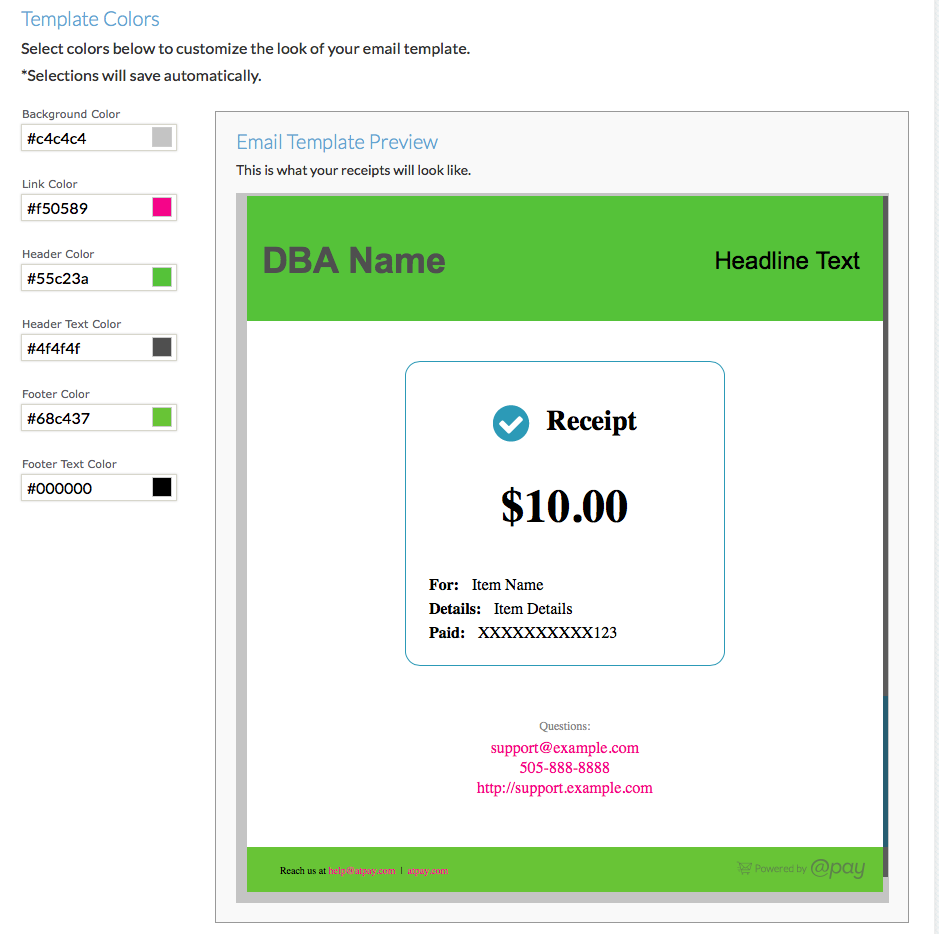 Template Colors
Select colors below to customize the look of your email template.
*Selections will save automatically.
Background Color
#c4c4c4
Link Color
#f50589
Header Color
#55c23a
Header Text Color
#4f4f4f
Footer Color
#68c437
Footer Text Color
#000000
Email Template Preview
This is what your receipts will look like.
DBA Name
Headline Text
Receipt
$10.00
For: Item Name
Details: Item Details
Paid: XXXXXXXXXX123
Questions:
support@example.com
505-888-8888
http://support.example.com
Reach us at help@atpay.com | atpay.com
Powered by @pay